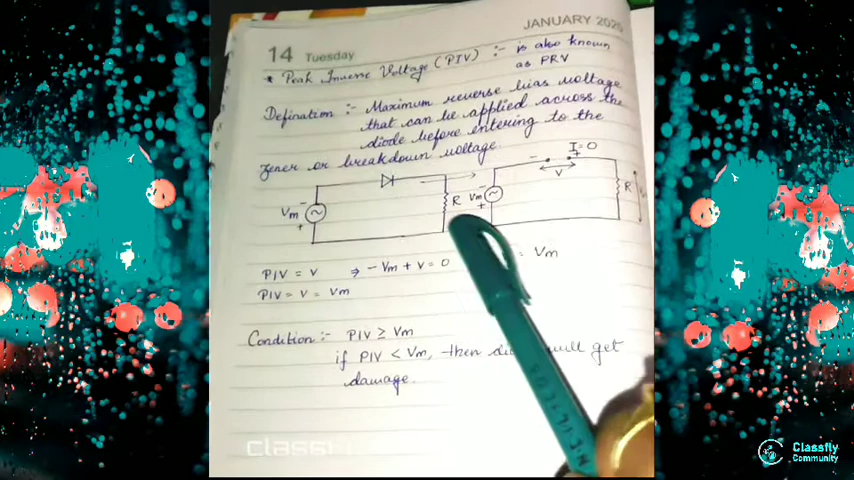 JANUARY 2025
14 Tuesday
* Peak Inverse Voltage (PIV) :- is also known
as PRV
Defination :- Maximum reverse bias voltage
that can be applied across the
diode before entering to the
zener or breakdown voltage.
I=0
Vm R Vm V R
PIV = V ⇒ -Vm + V = 0 = Vm
PIV = V = Vm
Condition :- PIV ≥ Vm
if PIV < Vm, then will get
damage.
Classfly
Community